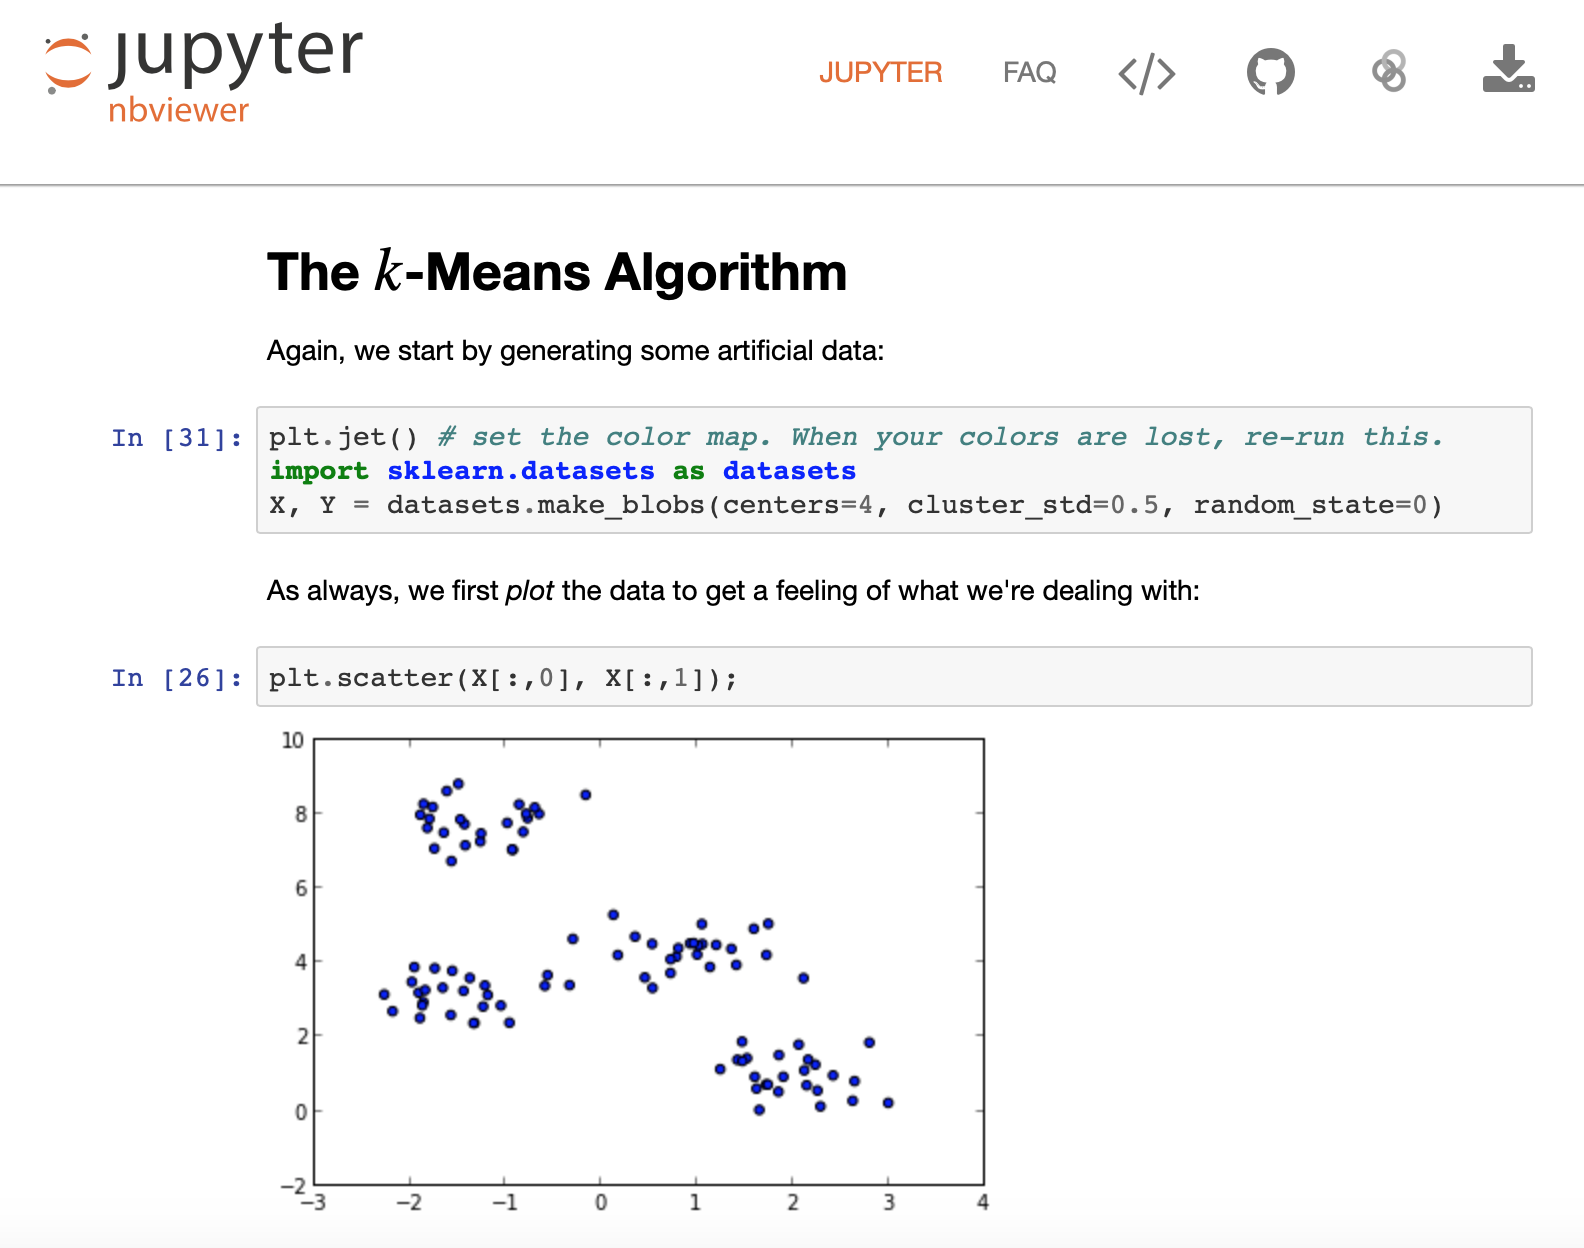 jupyter
nbviewer
JUPYTER FAQ
The k-Means Algorithm
Again, we start by generating some artificial data:
In [31]: plt.jet() # set the color map. When your colors are lost, re-run this.
import sklearn.datasets as datasets
X, Y = datasets.make_blobs(centers=4, cluster_std=0.5, random_state=0)
As always, we first plot the data to get a feeling of what we're dealing with:
In [26]: plt.scatter(X[:,0], X[:,1]);
10
8
6
4
2
0
−2
−3 −2 −1 0 1 2 3 4